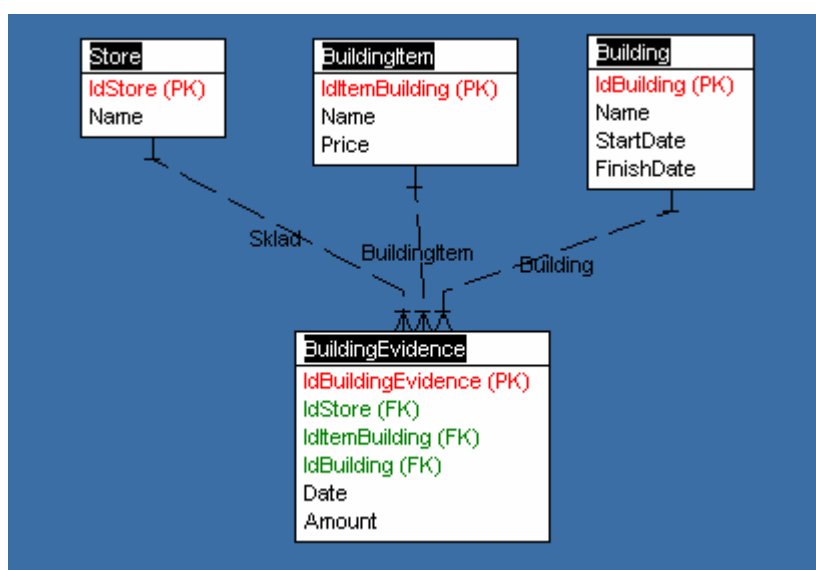 Store
IdStore (PK)
Name
BuildingItem
IdItemBuilding (PK)
Name
Price
Building
IdBuilding (PK)
Name
StartDate
FinishDate
Sklad
BuildingItem
Building
BuildingEvidence
IdBuildingEvidence (PK)
IdStore (FK)
IdItemBuilding (FK)
IdBuilding (FK)
Date
Amount